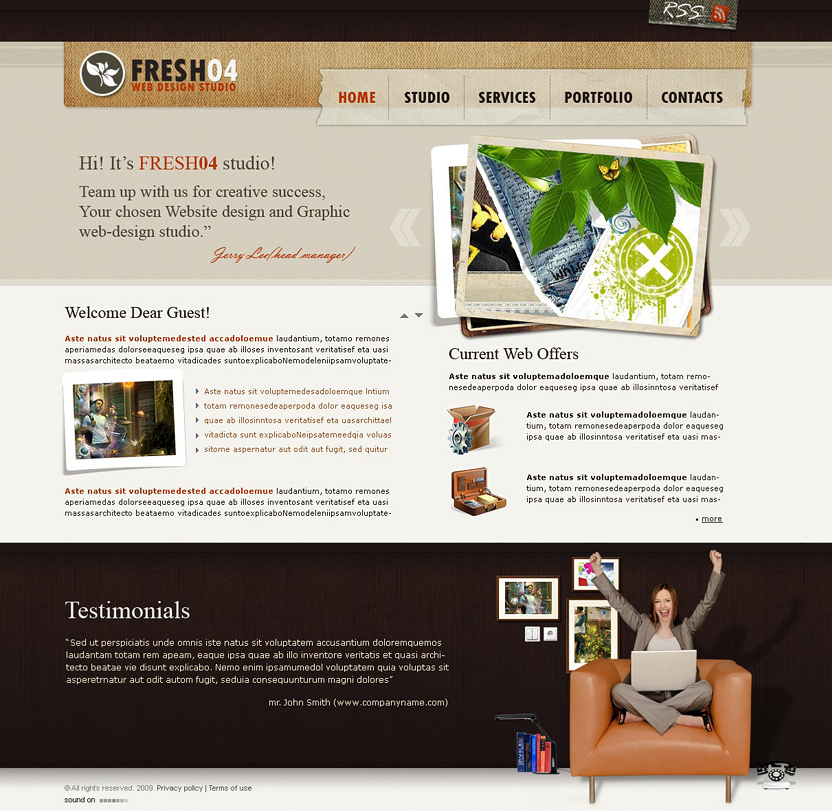 RSS
FRESH04
WEB DESIGN STUDIO
HOME
STUDIO
SERVICES
PORTFOLIO
CONTACTS
Hi! It's FRESH04 studio!
Team up with us for creative success,
Your chosen Website design and Graphic
web-design studio.”
Jerry Lee(head manager)
Welcome Dear Guest!
Aste natus sit voluptemedested accadoloemue laudantium, totamo remones
aperiamedas dolorseeaqueseg ipsa quae ab illoses inventosant veritatisef eta uasi
massasarchitecto beataemo vitadicades suntoexplicaboNemodeleniipsamvoluptate-
Aste natus sit voluptemedesadoloemque Intium
totam remonesedeaperpoda dolor eaqueseg isa
quae ab illosinntosa veritatisef eta uasarchittael
vitadicta sunt explicaboNeipsatemeedqia voluas
sitome aspernatur aut odit aut fugit, sed quitur
Aste natus sit voluptemedested accadoloemue laudantium, totamo remones
aperiamedas dolorseeaqueseg ipsa quae ab illoses inventosant veritatisef eta uasi
massasarchitecto beataemo vitadicades suntoexplicaboNemodeleniipsamvoluptate-
Current Web Offers
Aste natus sit voluptemadoloemque laudantium, totam remo-
nesedeaperpoda dolor eaqueseg ipsa quae ab illosinntosa veritatisef
Aste natus sit voluptemadoloemque laudan-
tium, totam remonesedeaperpoda dolor eaqueseg
ipsa quae ab illosinntosa veritatisef eta uasi mas-
Aste natus sit voluptemadoloemque laudan-
tium, totam remonesedeaperpoda dolor eaqueseg
ipsa quae ab illosinntosa veritatisef eta uasi mas-
more
Testimonials
“Sed ut perspiciatis unde omnis iste natus sit voluptatem accusantium doloremquemos
laudantam totam rem apeam, eaque ipsa quae ab illo inventore veritatis et quasi archi-
tecto beatae vie disunt explicabo. Nemo enim ipsamumedol voluptatem quia voluptas sit
asperetrnatur aut odit autom fugit, seduia consequunturum magni dolores”
mr. John Smith (www.companyname.com)
© All rights reserved. 2009. Privacy policy | Terms of use
sound on